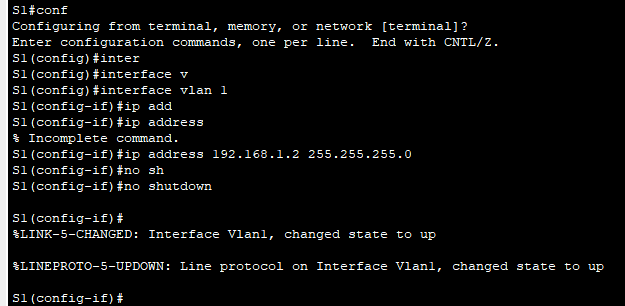 S1#conf
Configuring from terminal, memory, or network [terminal]?
Enter configuration commands, one per line.  End with CNTL/Z.
S1(config)#inter
S1(config)#interface v
S1(config)#interface vlan 1
S1(config-if)#ip add
S1(config-if)#ip address
% Incomplete command.
S1(config-if)#ip address 192.168.1.2 255.255.255.0
S1(config-if)#no sh
S1(config-if)#no shutdown
S1(config-if)#
%LINK-5-CHANGED: Interface Vlan1, changed state to up
%LINEPROTO-5-UPDOWN: Line protocol on Interface Vlan1, changed state to up
S1(config-if)#